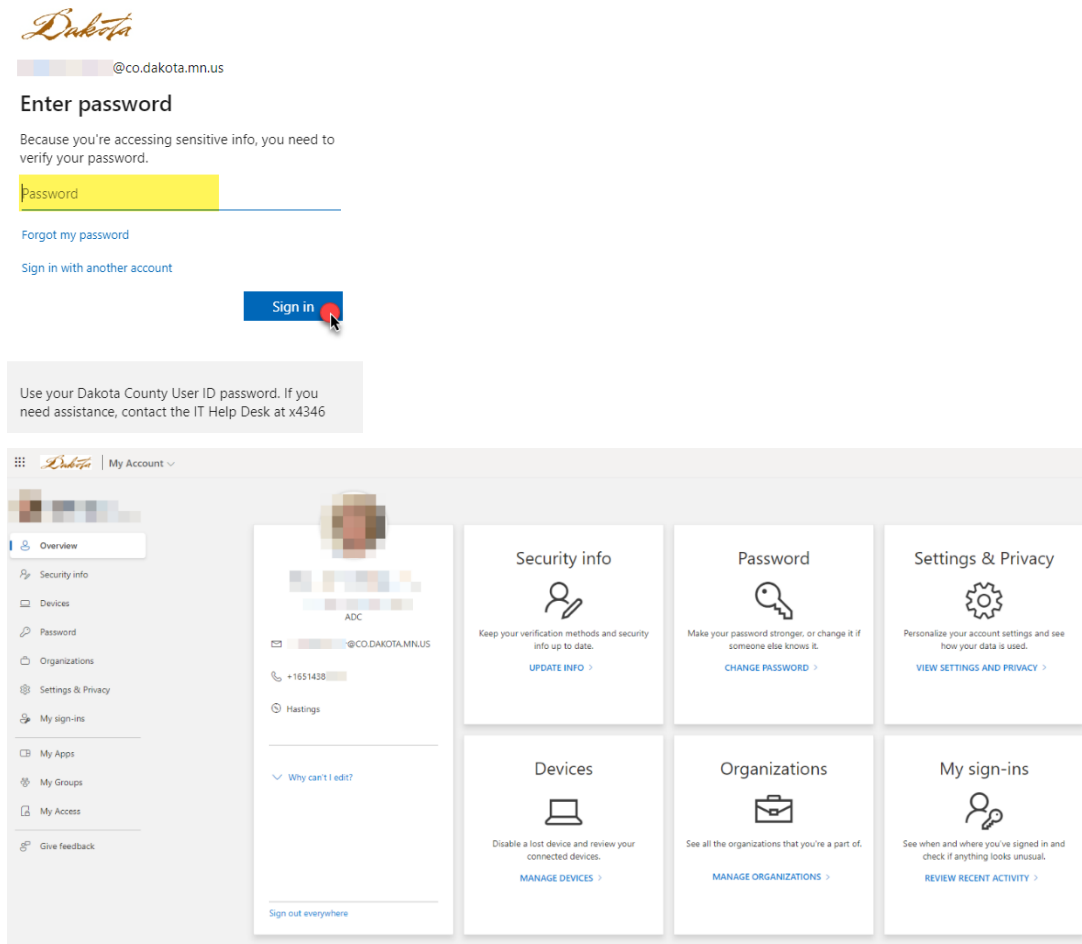 Dakota
@co.dakota.mn.us
Enter password
Because you're accessing sensitive info, you need to
verify your password.
Password
Forgot my password
Sign in with another account
Sign in
Use your Dakota County User ID password. If you
need assistance, contact the IT Help Desk at x4346
Dakota My Account
Overview
Security info
Devices
Password
Organizations
Settings & Privacy
My sign-ins
My Apps
My Groups
My Access
Give feedback
ADC
@CO.DAKOTA.MN.US
+1651438
Hastings
Why can't I edit?
Sign out everywhere
Security info
Keep your verification methods and security
info up to date.
UPDATE INFO >
Password
Make your password stronger, or change it if
someone else knows it.
CHANGE PASSWORD >
Settings & Privacy
Personalize your account settings and see
how your data is used.
VIEW SETTINGS AND PRIVACY >
Devices
Disable a lost device and review your
connected devices.
MANAGE DEVICES >
Organizations
See all the organizations that you're a part of.
MANAGE ORGANIZATIONS >
My sign-ins
See when and where you've signed in and
check if anything looks unusual.
REVIEW RECENT ACTIVITY >